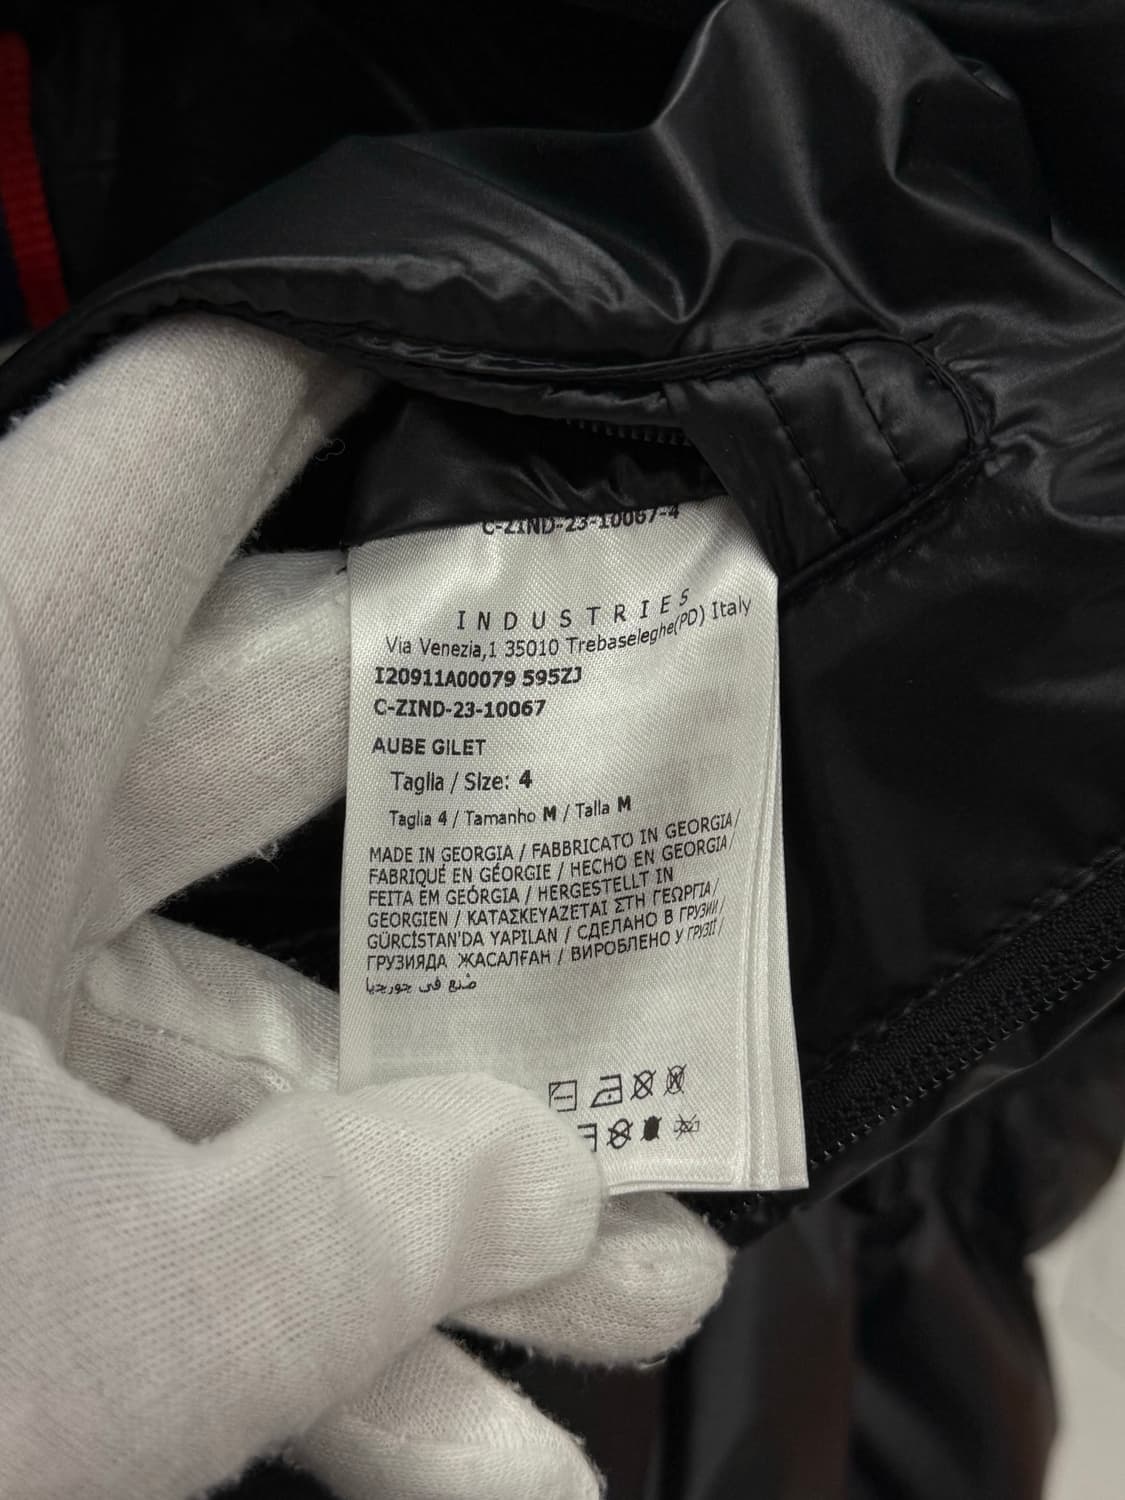 C-ZIND-23-10067-4
INDUSTRIES
Via Venezia,1 35010 Trebaseleghe(PD) Italy
I20911A00079 595ZJ
C-ZIND-23-10067
AUBE GILET
Taglia / Size: 4
Taglia 4 / Tamanho M / Talla M
MADE IN GEORGIA / FABBRICATO IN GEORGIA/
FABRIQUÉ EN GÉORGIE / HECHO EN GEORGIA/
FEITA EM GEÓRGIA / HERGESTELLT IN
GEORGIEN / ΚΑΤΑΣΚΕΥΑΖΕΤΑΙ ΣΤΗ ΓΕΩΡΓΙΑ/
GÜRCİSTAN'DA YAPILAN / СДЕЛАНО В ГРУЗИИ/
ГРУЗИЯДА ЖАСАЛҒАН / ВИРОБЛЕНО У ГРУЗІЇ/
صُنع في جورجيا